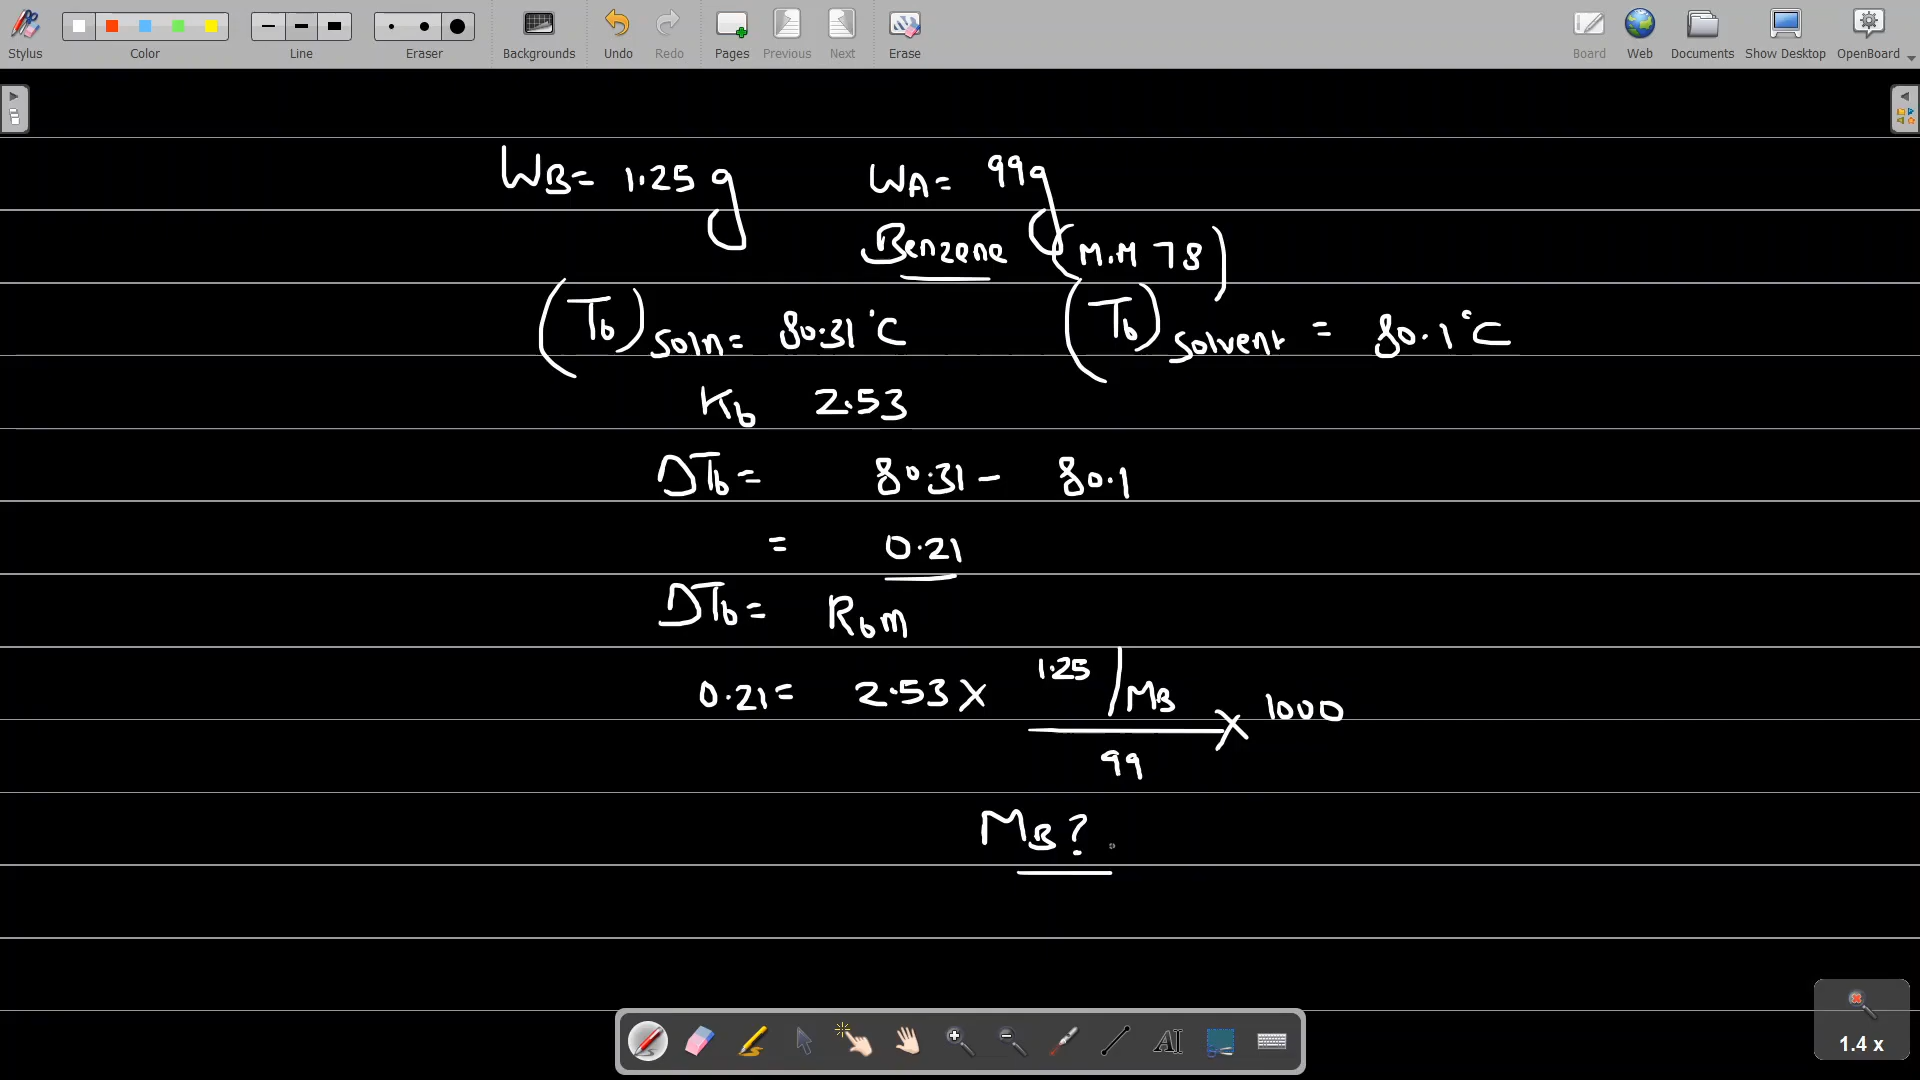 Stylus Color Line Eraser Backgrounds Undo Redo Pages Previous Next Erase Board Web Documents Show Desktop OpenBoard
WB= 1.25 g WA= 99g
Benzene (M.M 78)
(Tb)soln= 80.31°C (Tb)solvent = 80.1°C
Kb 2.53
DTb= 80.31- 80.1
= 0.21
DTb= Kbm
0.21= 2.53 x 1.25/MB x 1000
99
MB?
1.4 x